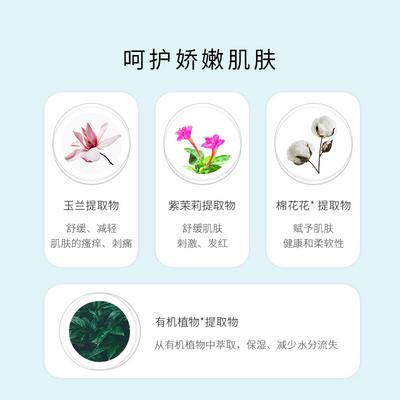 呵护娇嫩肌肤
玉兰提取物
舒缓、减轻
肌肤的瘙痒、刺痛
紫茉莉提取物
舒缓肌肤
刺激、发红
棉花花* 提取物
赋予肌肤
健康和柔软性
有机植物*提取物
从有机植物中萃取，保湿、减少水分流失